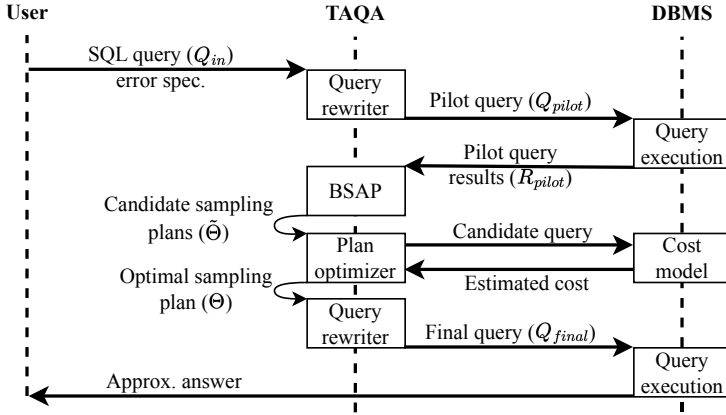 User
TAQA
DBMS
SQL query (Q_in)
error spec.
Query
rewriter
Pilot query (Q_pilot)
Query
execution
Pilot query
results (R_pilot)
BSAP
Candidate sampling
plans (Θ̃)
Plan
optimizer
Candidate query
Cost
model
Estimated cost
Optimal sampling
plan (Θ)
Query
rewriter
Final query (Q_final)
Query
execution
Approx. answer